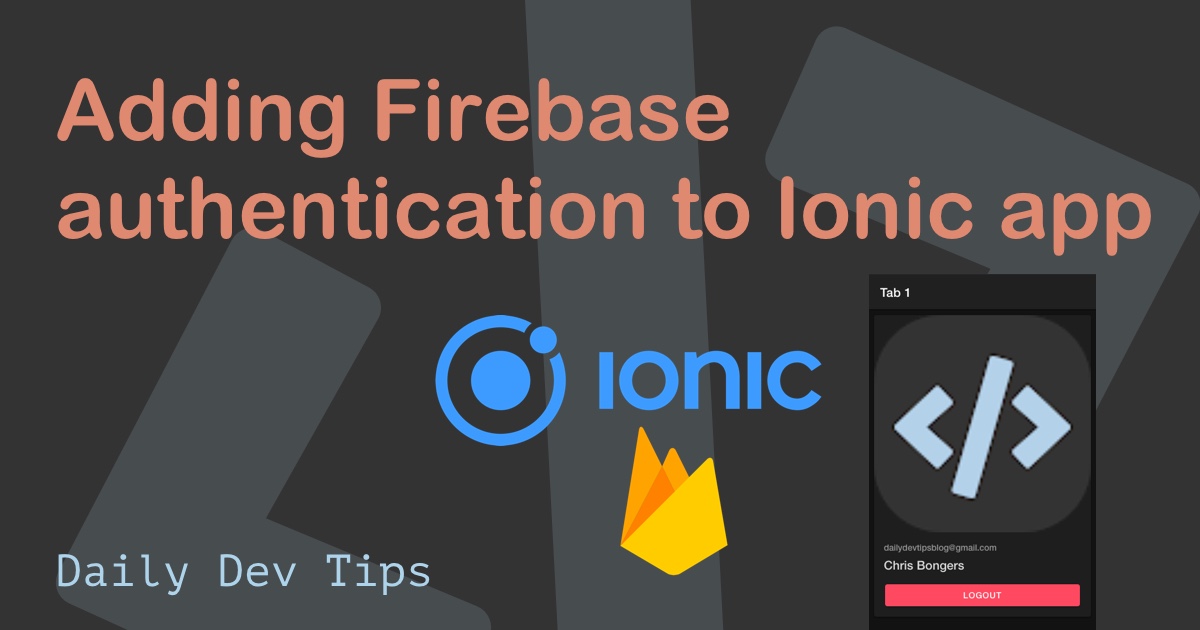 Adding Firebase
authentication to Ionic app
Tab 1
ionic
</>
dailydevtipsblog@gmail.com
Chris Bongers
LOGOUT
Daily Dev Tips